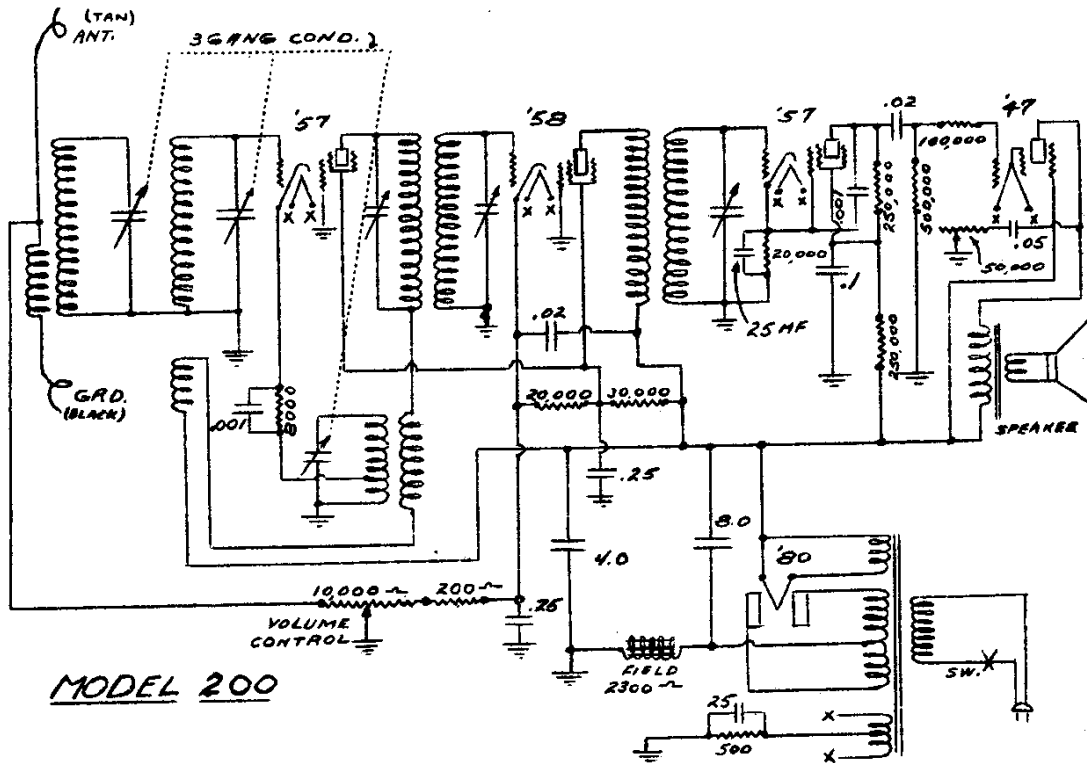 (TAN)
ANT.
3 GANG COND.
'57
'58
'57
.02
'47
100,000
.001
250,000
500,000
20,000
.05
50,000
.1
25 MF
.02
250,000
GRD.
(BLACK)
.001
8000
20,000
30,000
SPEAKER
.25
8.0
4.0
'80
10,000 Ω
200 Ω
.25
VOLUME
CONTROL
FIELD
2300 Ω
SW.
MODEL 200
25
500
X
X
X
X
X
X
X
X
X
X